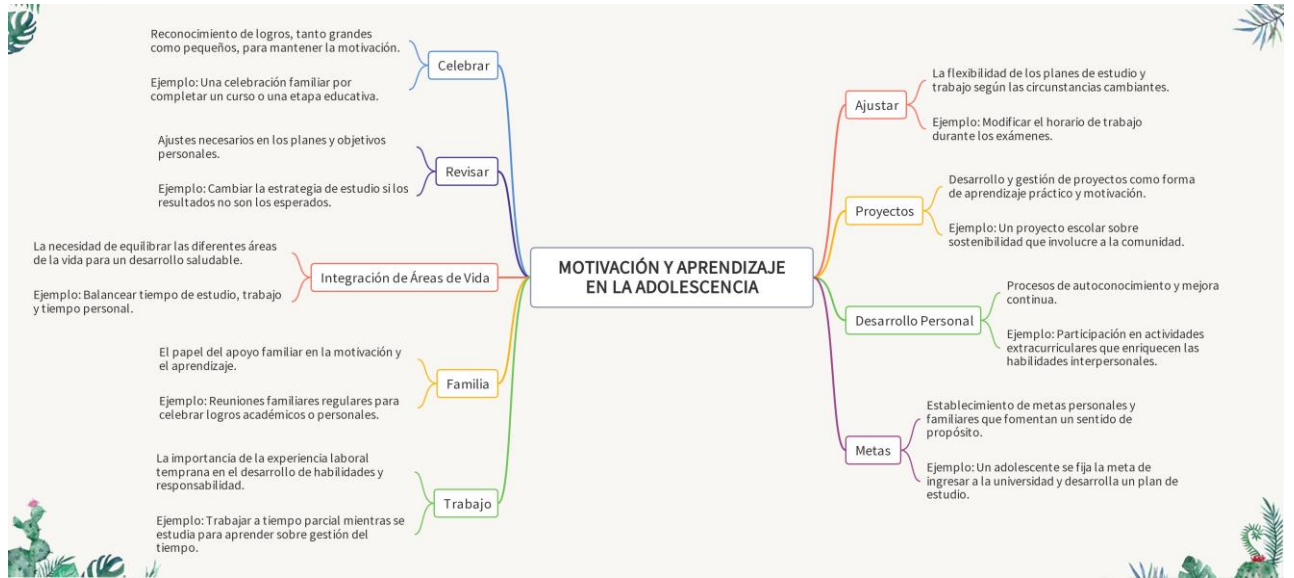 MOTIVACIÓN Y APRENDIZAJE
EN LA ADOLESCENCIA
Celebrar
Reconocimiento de logros, tanto grandes
como pequeños, para mantener la motivación.
Ejemplo: Una celebración familiar por
completar un curso o una etapa educativa.
Revisar
Ajustes necesarios en los planes y objetivos
personales.
Ejemplo: Cambiar la estrategia de estudio si los
resultados no son los esperados.
Integración de Áreas de Vida
La necesidad de equilibrar las diferentes áreas
de la vida para un desarrollo saludable.
Ejemplo: Balancear tiempo de estudio, trabajo
y tiempo personal.
Familia
El papel del apoyo familiar en la motivación y
el aprendizaje.
Ejemplo: Reuniones familiares regulares para
celebrar logros académicos o personales.
Trabajo
La importancia de la experiencia laboral
temprana en el desarrollo de habilidades y
responsabilidad.
Ejemplo: Trabajar a tiempo parcial mientras se
estudia para aprender sobre gestión del
tiempo.
Ajustar
La flexibilidad de los planes de estudio y
trabajo según las circunstancias cambiantes.
Ejemplo: Modificar el horario de trabajo
durante los exámenes.
Proyectos
Desarrollo y gestión de proyectos como forma
de aprendizaje práctico y motivación.
Ejemplo: Un proyecto escolar sobre
sostenibilidad que involucre a la comunidad.
Desarrollo Personal
Procesos de autoconocimiento y mejora
continua.
Ejemplo: Participación en actividades
extracurriculares que enriquecen las
habilidades interpersonales.
Metas
Establecimiento de metas personales y
familiares que fomentan un sentido de
propósito.
Ejemplo: Un adolescente se fija la meta de
ingresar a la universidad y desarrolla un plan de
estudio.